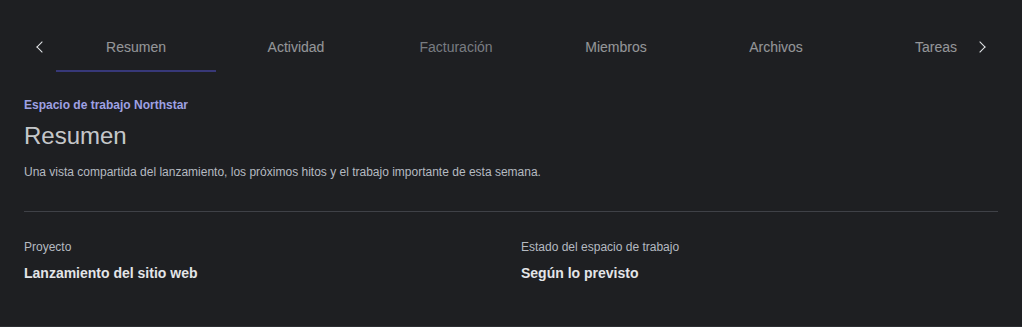 Resumen Actividad Facturación Miembros Archivos Tareas
Espacio de trabajo Northstar
Resumen
Una vista compartida del lanzamiento, los próximos hitos y el trabajo importante de esta semana.
Proyecto Estado del espacio de trabajo
Lanzamiento del sitio web Según lo previsto